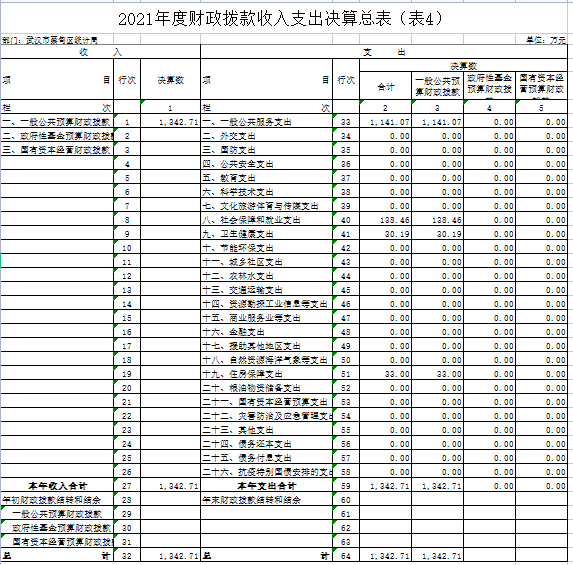 2021年度财政拨款收入支出决算总表（表4）
部门：武汉市蔡甸区统计局 单位：万元
收 入 支 出
项 目 行次 决算数 项 目 行次 决算数
合计 一般公共预算财政拨款 政府性基金预算财政拨款 国有资本经营预算财政
栏 次 1 栏 次 2 3 4 5
一、一般公共预算财政拨款 1 1,342.71 一、一般公共服务支出 33 1,141.07 1,141.07 0.00 0.00
二、政府性基金预算财政拨款 2 二、外交支出 34 0.00 0.00 0.00 0.00
三、国有资本经营财政拨款 3 三、国防支出 35 0.00 0.00 0.00 0.00
4 四、公共安全支出 36 0.00 0.00 0.00 0.00
5 五、教育支出 37 0.00 0.00 0.00 0.00
6 六、科学技术支出 38 0.00 0.00 0.00 0.00
7 七、文化旅游体育与传媒支出 39 0.00 0.00 0.00 0.00
8 八、社会保障和就业支出 40 138.46 138.46 0.00 0.00
9 九、卫生健康支出 41 30.19 30.19 0.00 0.00
10 十、节能环保支出 42 0.00 0.00 0.00 0.00
11 十一、城乡社区支出 43 0.00 0.00 0.00 0.00
12 十二、农林水支出 44 0.00 0.00 0.00 0.00
13 十三、交通运输支出 45 0.00 0.00 0.00 0.00
14 十四、资源勘探工业信息等支出 46 0.00 0.00 0.00 0.00
15 十五、商业服务业等支出 47 0.00 0.00 0.00 0.00
16 十六、金融支出 48 0.00 0.00 0.00 0.00
17 十七、援助其他地区支出 49 0.00 0.00 0.00 0.00
18 十八、自然资源海洋气象等支出 50 0.00 0.00 0.00 0.00
19 十九、住房保障支出 51 33.00 33.00 0.00 0.00
20 二十、粮油物资储备支出 52 0.00 0.00 0.00 0.00
21 二十一、国有资本经营预算支出 53 0.00 0.00 0.00 0.00
22 二十二、灾害防治及应急管理支出 54 0.00 0.00 0.00 0.00
23 二十三、其他支出 55 0.00 0.00 0.00 0.00
24 二十四、债务还本支出 56 0.00 0.00 0.00 0.00
25 二十五、债务付息支出 57 0.00 0.00 0.00 0.00
26 二十六、抗疫特别国债安排的支出 58 0.00 0.00 0.00 0.00
本年收入合计 27 1,342.71 本年支出合计 59 1,342.71 1,342.71 0.00 0.00
年初财政拨款结转和结余 28 年末财政拨款结转和结余 60
一般公共预算财政拨款 29 61
政府性基金预算财政拨款 30 62
国有资本经营预算财政拨款 31 63
总 计 32 1,342.71 总 计 64 1,342.71 1,342.71